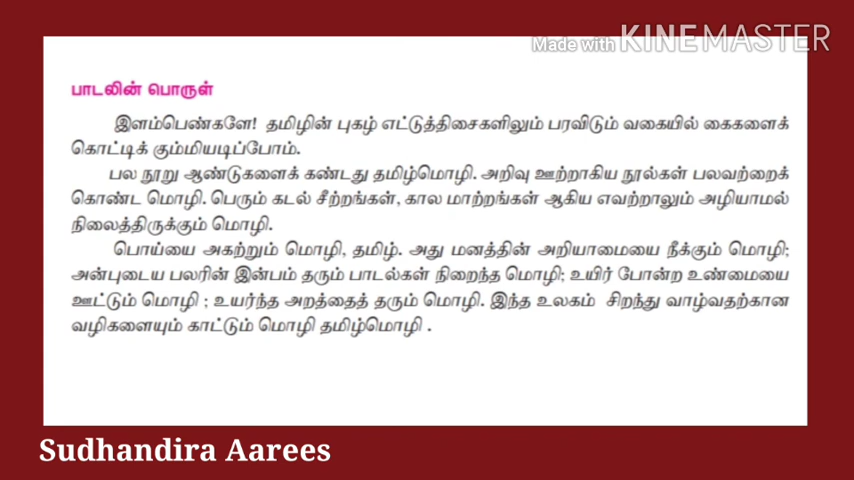 Made with KINEMASTER
பாடலின் பொருள்
இளம்பெண்களே! தமிழின் புகழ் எட்டுத்திசைகளிலும் பரவிடும் வகையில் கைகளைக்
கொட்டிக் கும்மியடிப்போம்.
பல நூறு ஆண்டுகளைக் கண்டது தமிழ்மொழி. அறிவு ஊற்றாகிய நூல்கள் பலவற்றைக்
கொண்ட மொழி. பெரும் கடல் சீற்றங்கள், கால மாற்றங்கள் ஆகிய எவற்றாலும் அழியாமல்
நிலைத்திருக்கும் மொழி.
பொய்யை அகற்றும் மொழி, தமிழ். அது மனத்தின் அறியாமையை நீக்கும் மொழி;
அன்புடைய பலரின் இன்பம் தரும் பாடல்கள் நிறைந்த மொழி; உயிர் போன்ற உண்மையை
ஊட்டும் மொழி ; உயர்ந்த அறத்தைத் தரும் மொழி. இந்த உலகம் சிறந்து வாழ்வதற்கான
வழிகளையும் காட்டும் மொழி தமிழ்மொழி .
Sudhandira Aarees